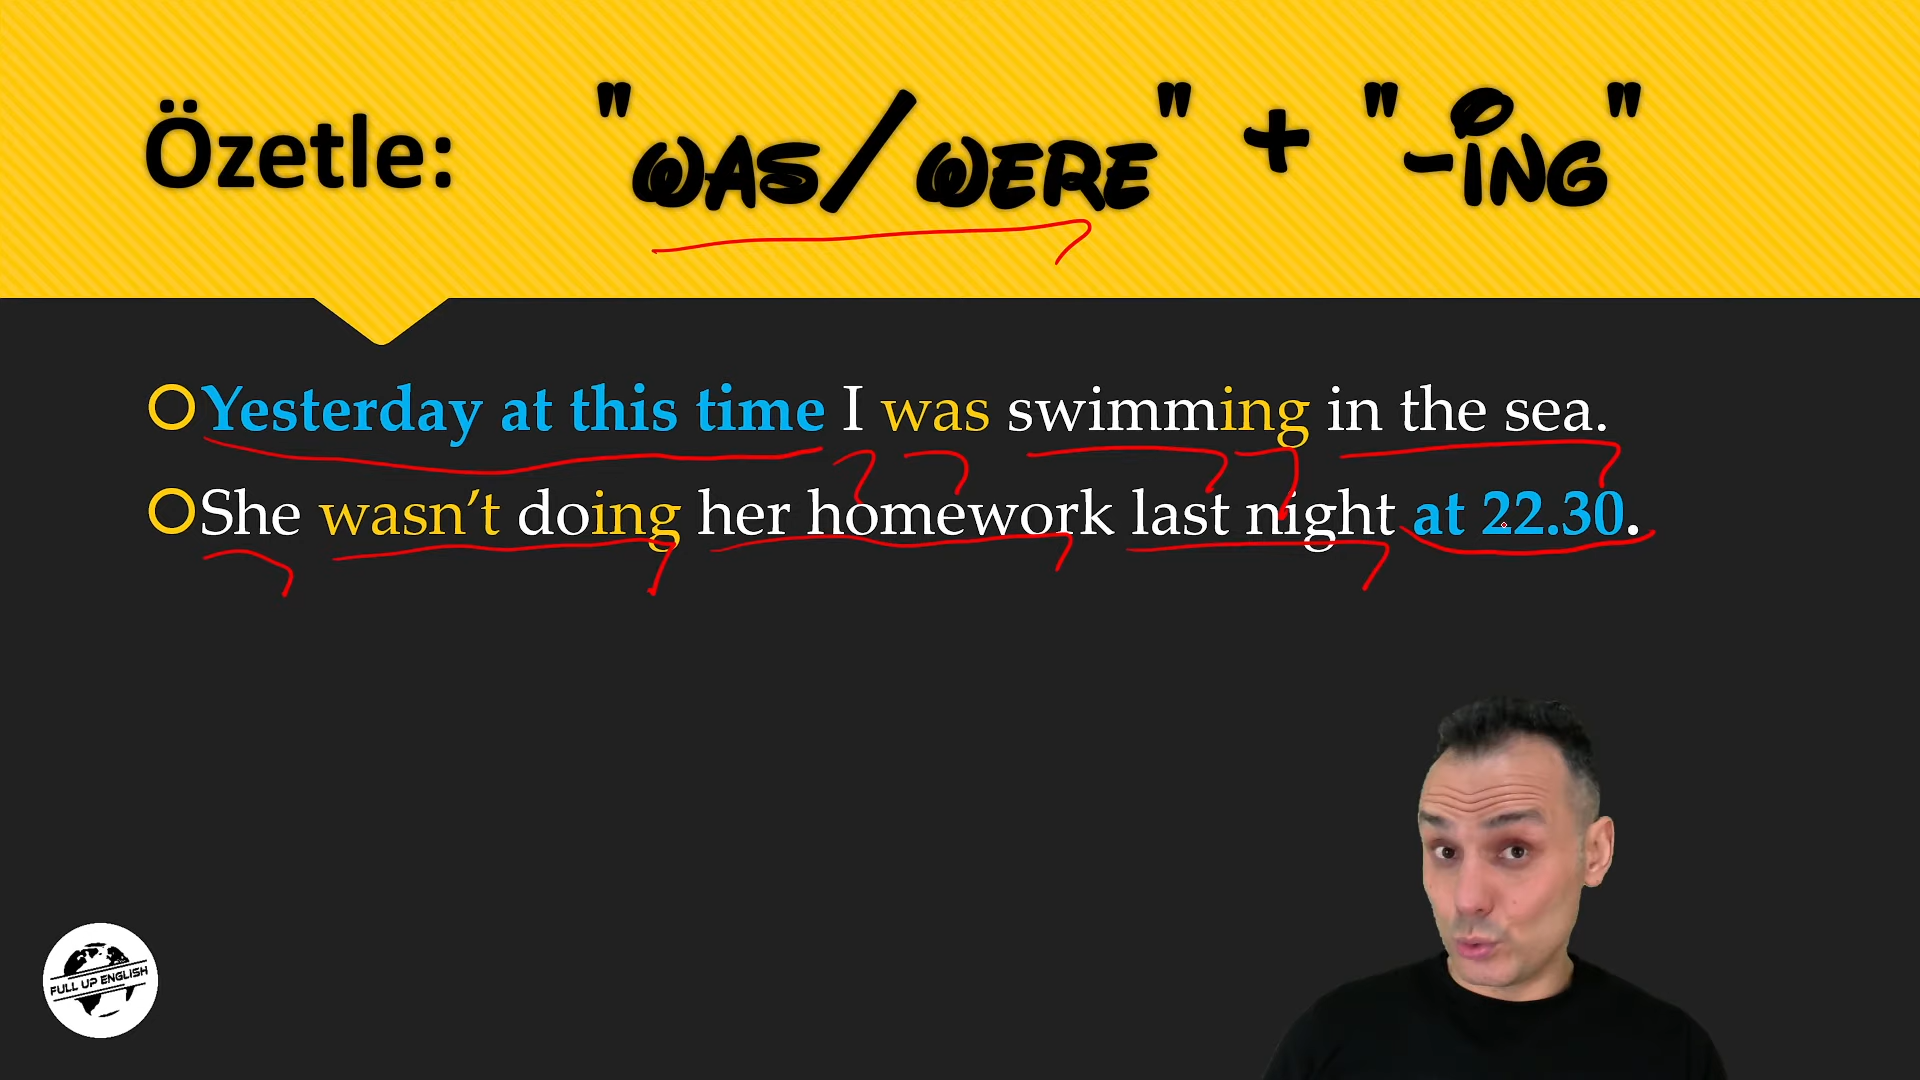 Özetle: "WAS/WERE" + "-ING"
Yesterday at this time I was swimming in the sea.
She wasn’t doing her homework last night at 22.30.
FULL UP ENGLISH